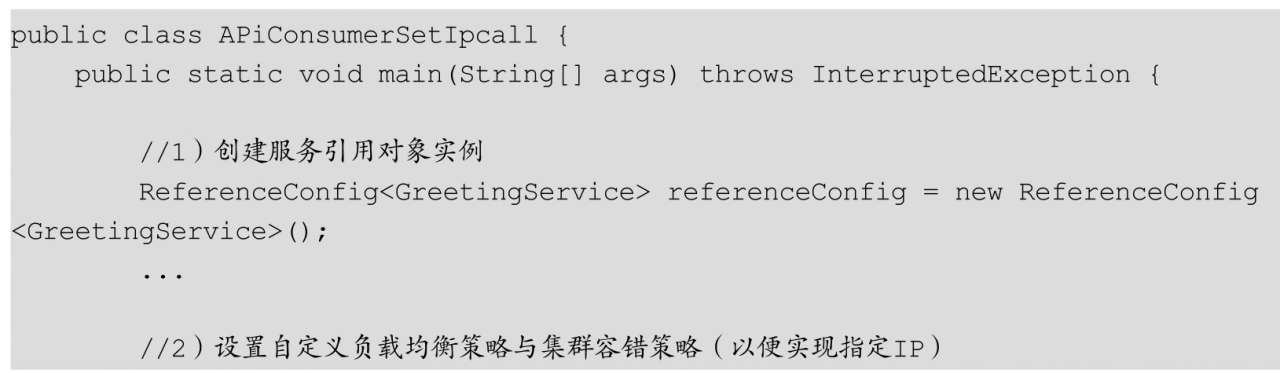 public class APiConsumerSetIpcall {
    public static void main(String[] args) throws InterruptedException {
        //1）创建服务引用对象实例
        ReferenceConfig<GreetingService> referenceConfig = new ReferenceConfig
<GreetingService>();
        ...
        //2）设置自定义负载均衡策略与集群容错策略（以便实现指定IP）